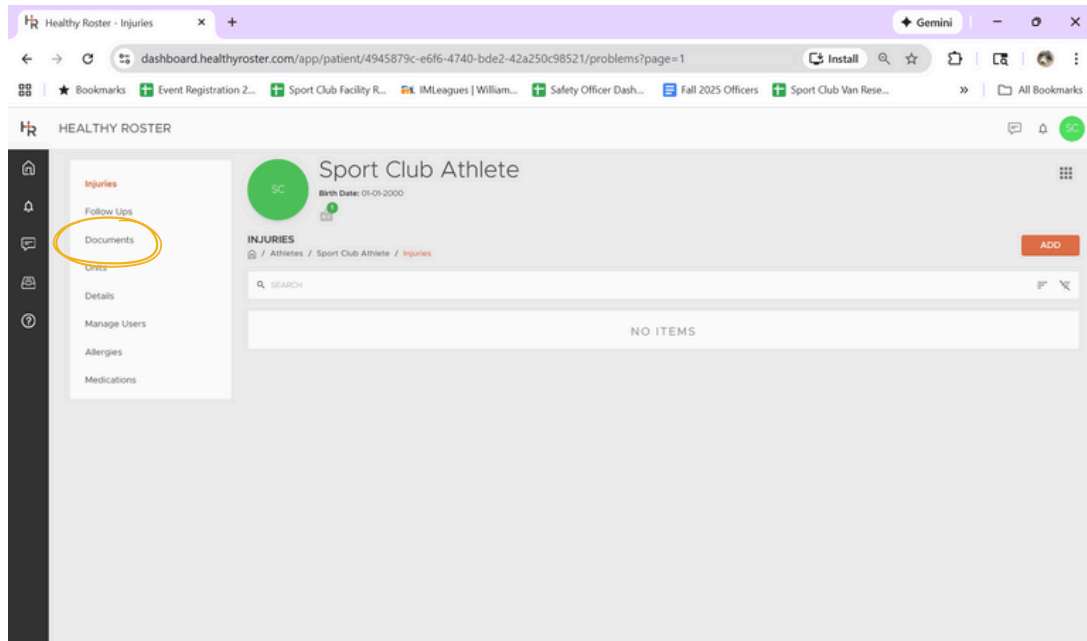 HR Healthy Roster - Injuries
Gemini
dashboard.healthyroster.com/app/patient/4945879c-e6f6-4740-bde2-42a250c98521/problems?page=1
Install
Bookmarks
Event Registration 2...
Sport Club Facility R...
IMLeagues | William...
Safety Officer Dash...
Fall 2025 Officers
Sport Club Van Rese...
»
All Bookmarks
HR HEALTHY ROSTER
SC
Injuries
Follow Ups
Documents
Units
Details
Manage Users
Allergies
Medications
SC
Sport Club Athlete
Birth Date: 01-01-2000
INJURIES
/ Athletes / Sport Club Athlete / Injuries
ADD
SEARCH
NO ITEMS